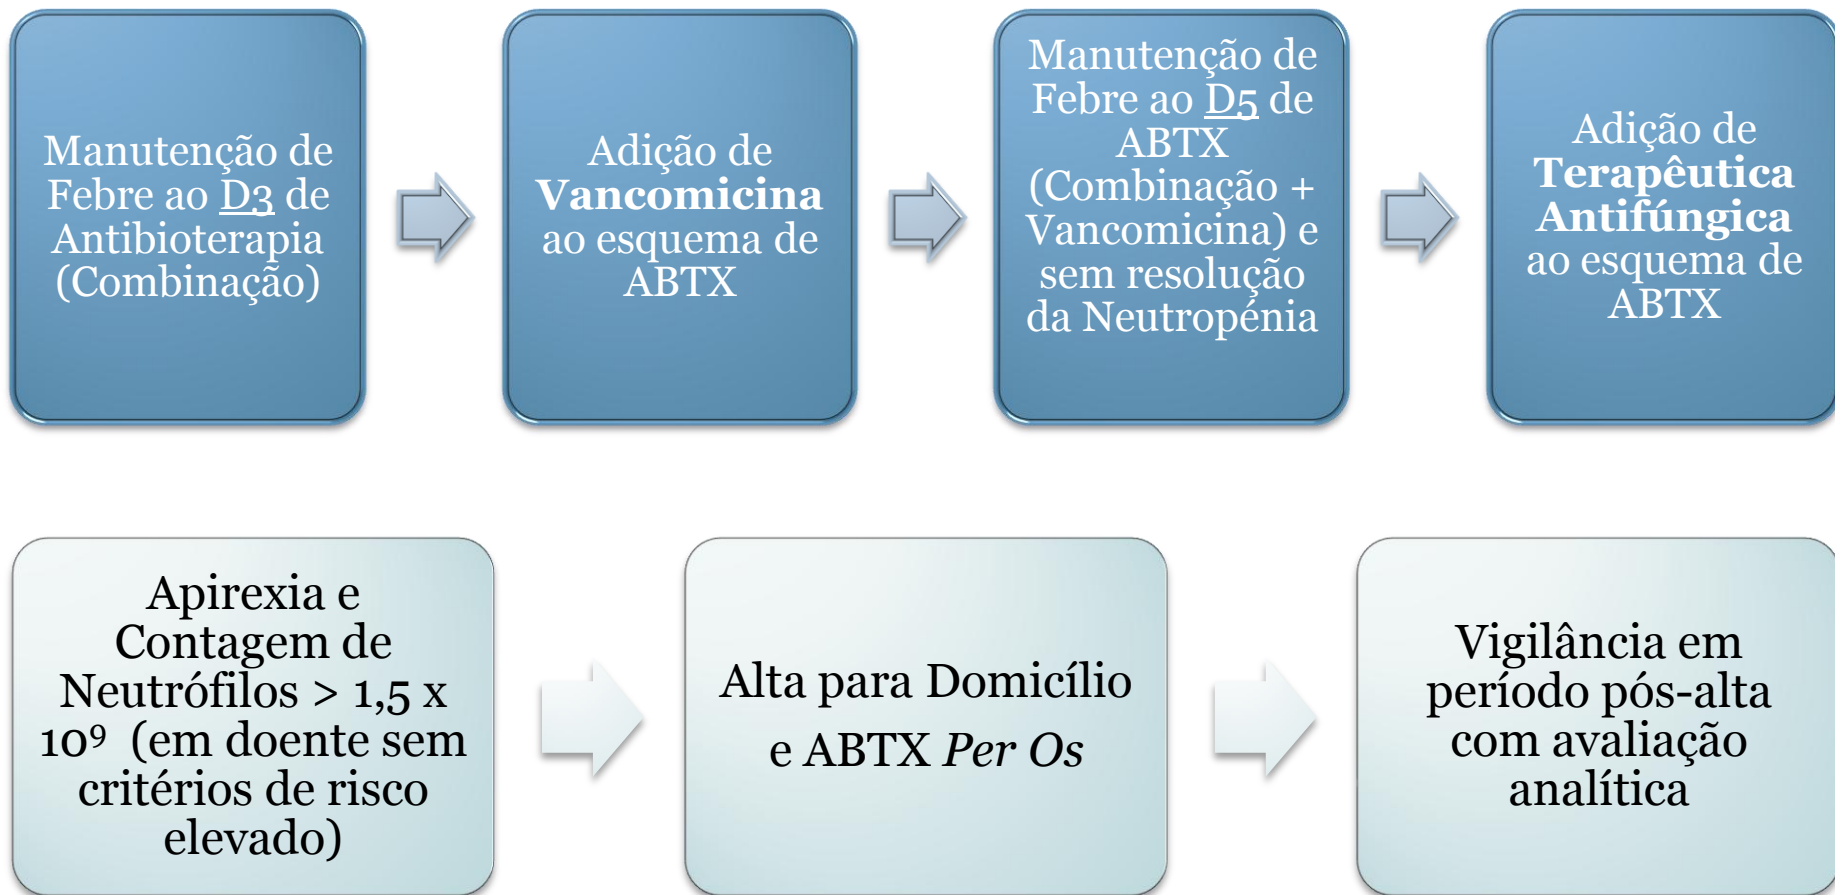 Manutenção de
Febre ao D3 de
Antibioterapia
(Combinação)
Adição de
Vancomicina
ao esquema de
ABTX
Manutenção de
Febre ao D5 de
ABTX
(Combinação +
Vancomicina) e
sem resolução
da Neutropénia
Adição de
Terapêutica
Antifúngica
ao esquema de
ABTX
Apirexia e
Contagem de
Neutrófilos > 1,5 x
10⁹ (em doente sem
critérios de risco
elevado)
Alta para Domicílio
e ABTX Per Os
Vigilância em
período pós-alta
com avaliação
analítica